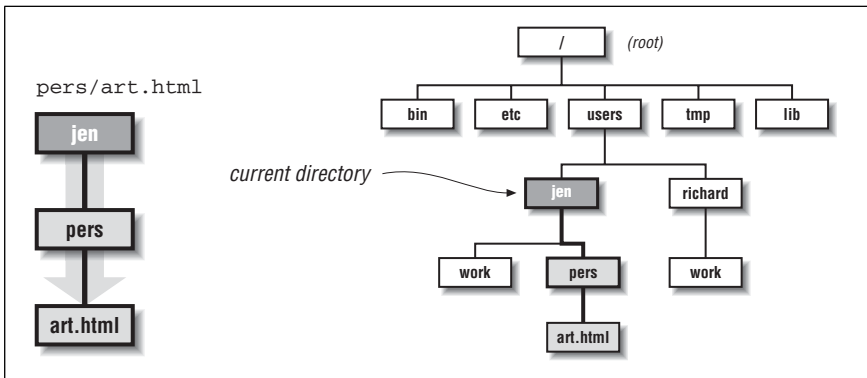 / (root)
pers/art.html
bin etc users tmp lib
jen
current directory
jen richard
pers
work pers work
art.html
art.html